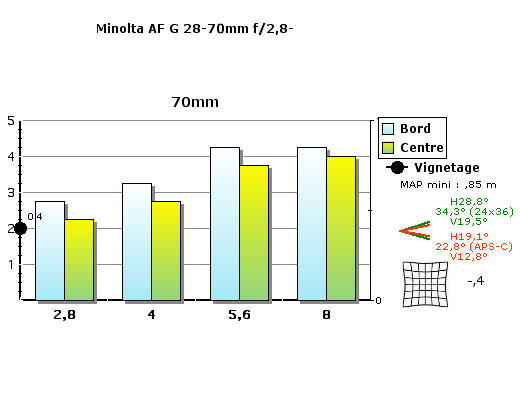 Minolta AF G 28-70mm f/2,8-
70mm
5
4
3
2
1
0.4
0
2,8
4
5,6
8
Bord
Centre
Vignetage
MAP mini : ,85 m
H28,8°
34,3° (24x36)
V19,5°
H19,1°
22,8° (APS-C)
V12,8°
-,4